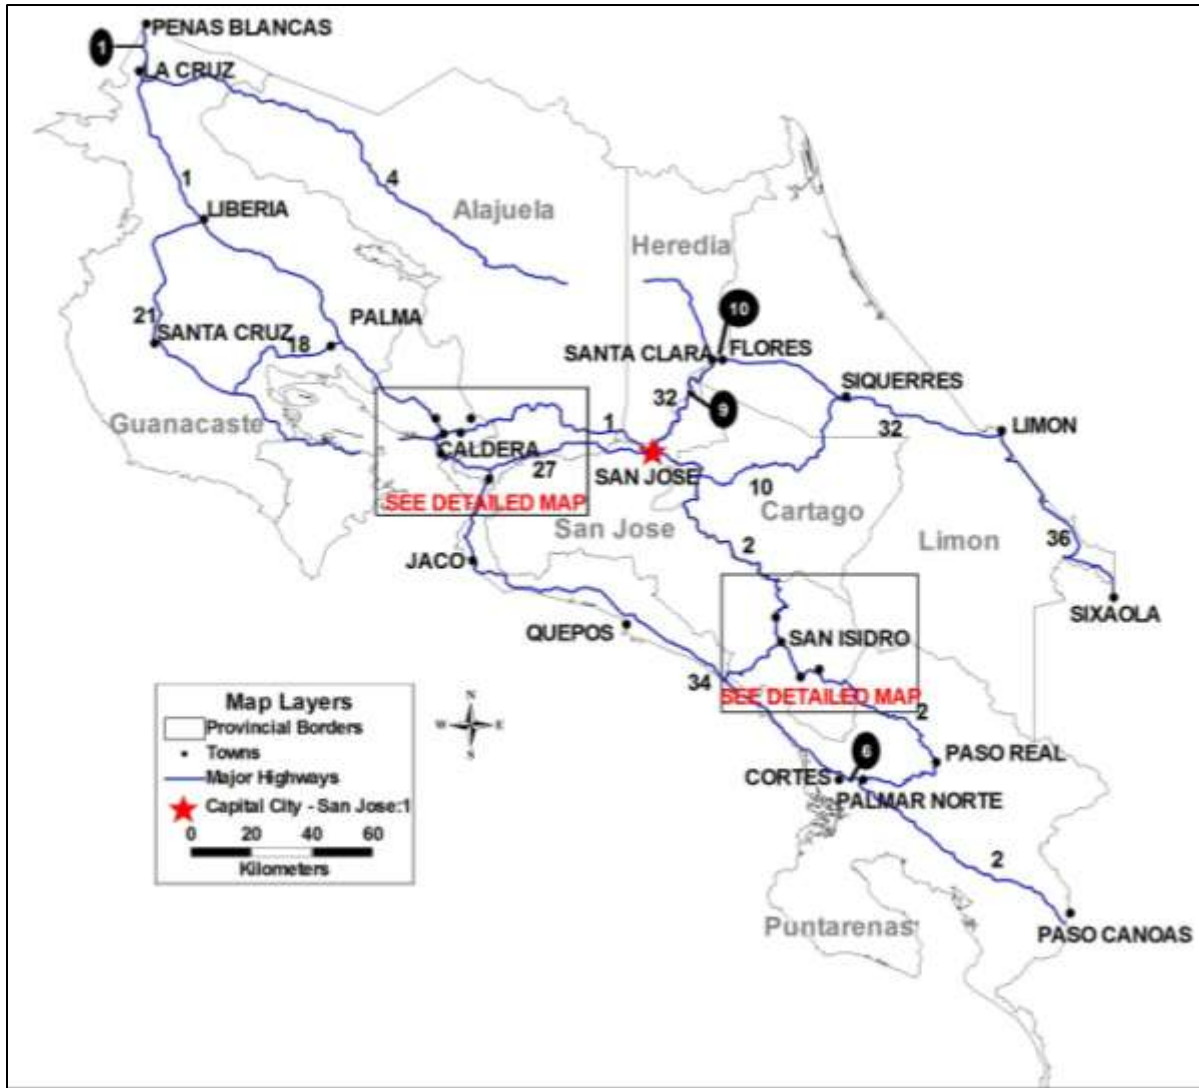 PENAS BLANCAS
1
LA CRUZ
1
4
LIBERIA
Alajuela
Heredia
21
SANTA CRUZ
18
PALMA
10
SANTA CLARA
FLORES
SIQUERRES
32
9
32
LIMON
Guanacaste
1
CALDERA
27
SAN JOSE
10
SEE DETAILED MAP
San Jose
Cartago
Limon
2
36
JACO
SIXAOLA
QUEPOS
SAN ISIDRO
34
SEE DETAILED MAP
2
6
PASO REAL
CORTES
PALMAR NORTE
2
Puntarenas
PASO CANOAS
Map Layers
Provincial Borders
Towns
Major Highways
Capital City - San Jose:1
0 20 40 60
Kilometers
N
W E
S